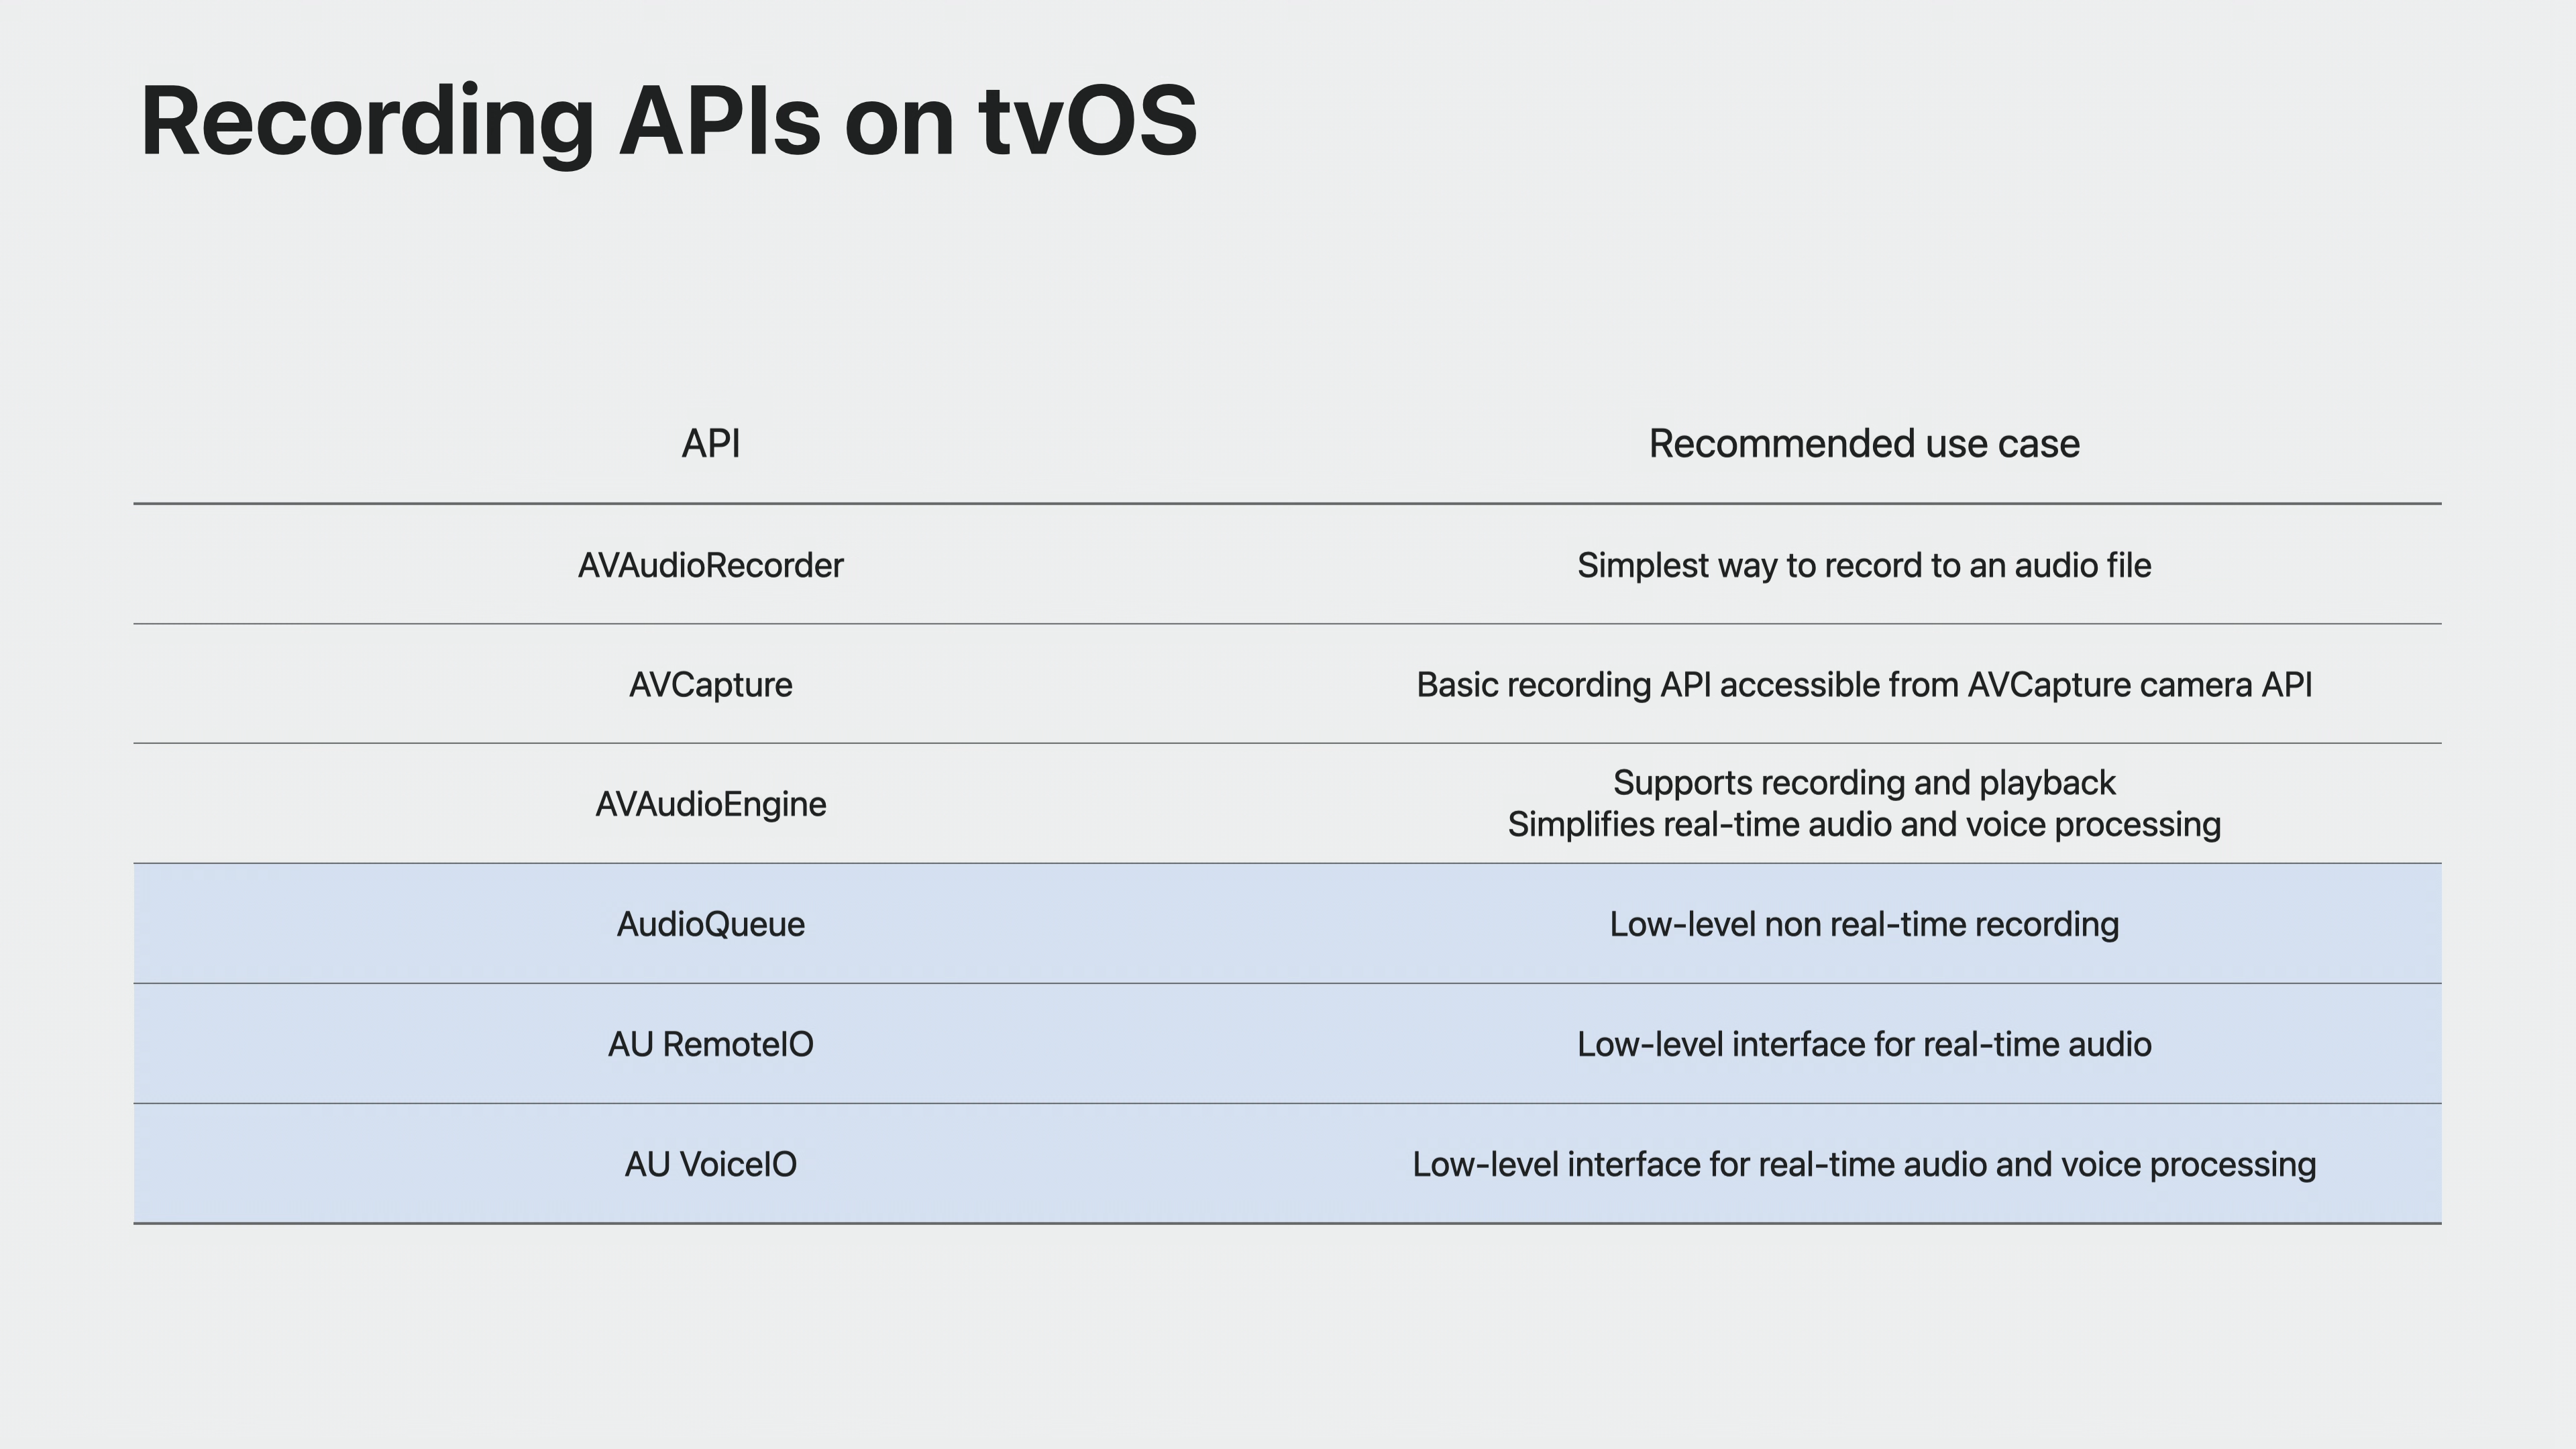 Recording APIs on tvOS
API
Recommended use case
AVAudioRecorder
Simplest way to record to an audio file
AVCapture
Basic recording API accessible from AVCapture camera API
AVAudioEngine
Supports recording and playback
Simplifies real-time audio and voice processing
AudioQueue
Low-level non real-time recording
AU RemoteIO
Low-level interface for real-time audio
AU VoiceIO
Low-level interface for real-time audio and voice processing